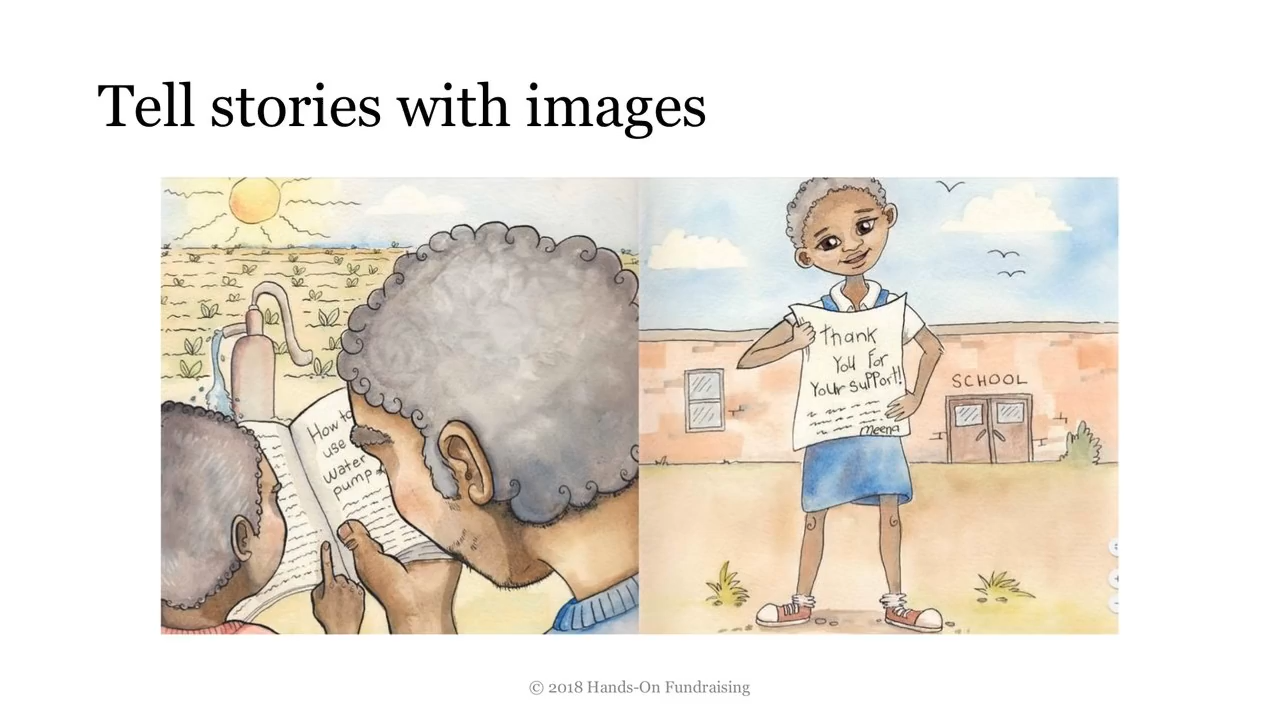 Tell stories with images
How to
use
water
pump
Thank
You For
Your support!
meena
SCHOOL
© 2018 Hands-On Fundraising